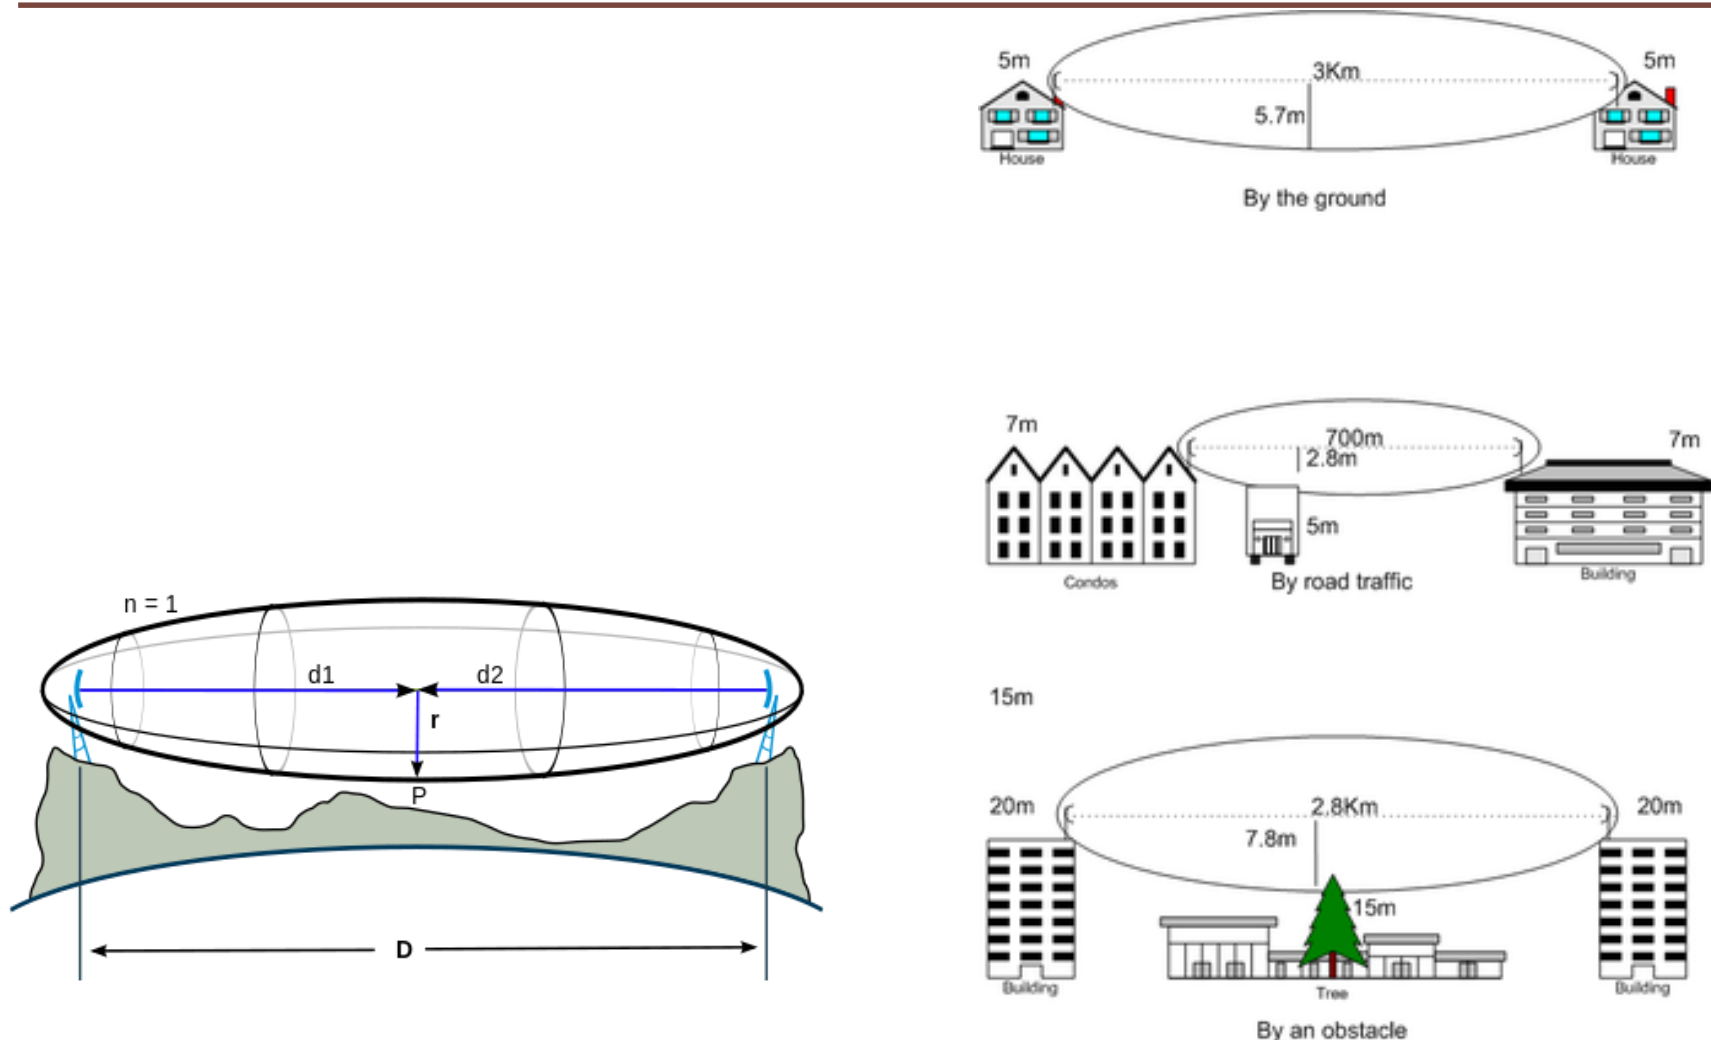 n = 1
d1
d2
r
P
D
5m
5m
3Km
5.7m
House
House
By the ground
7m
7m
700m
2.8m
5m
Condos
By road traffic
Building
15m
20m
20m
2.8Km
7.8m
15m
Building
Tree
Building
By an obstacle